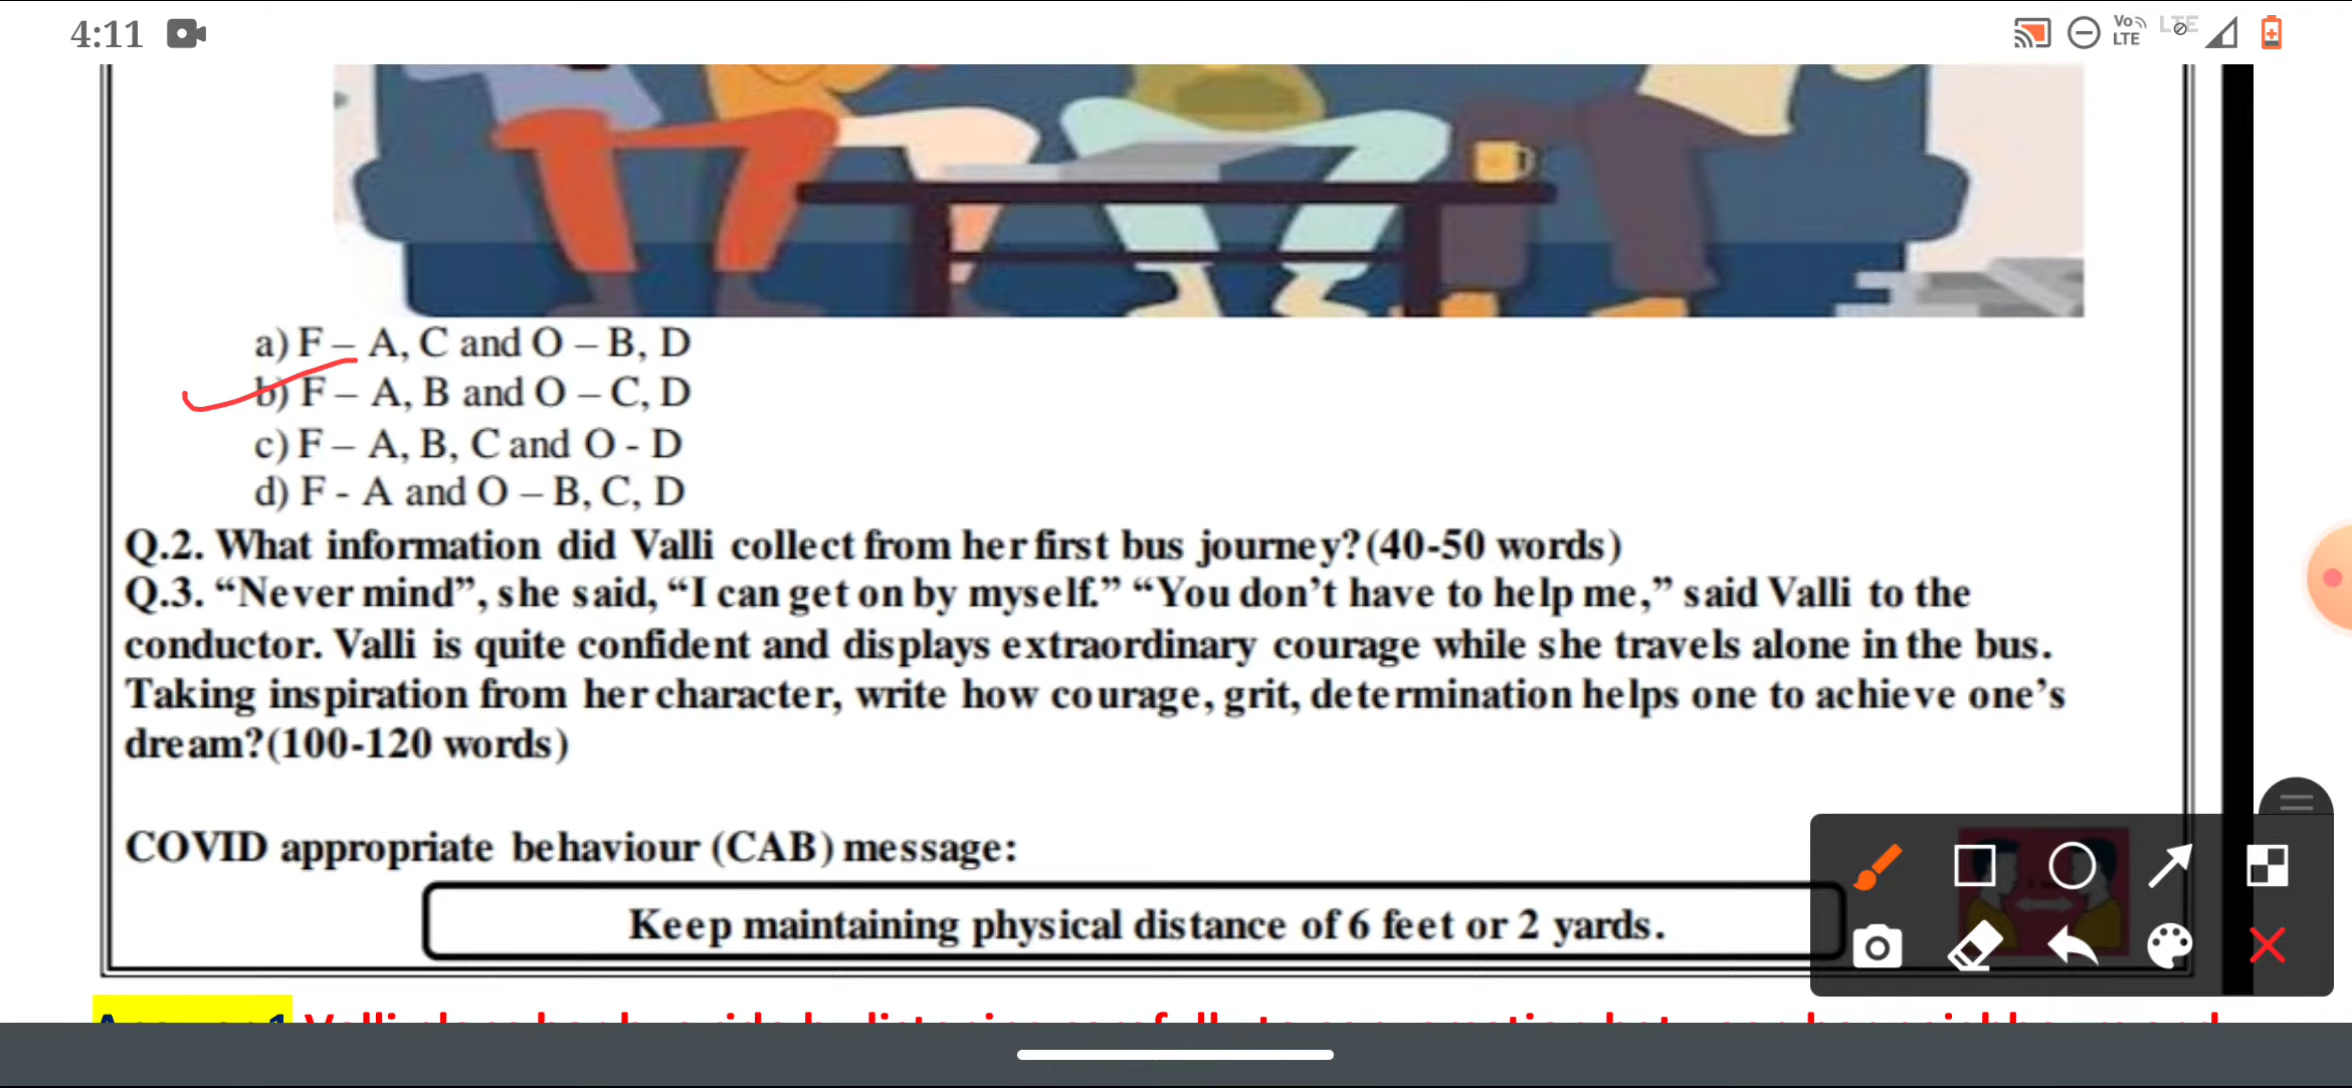 4:11
Vo
LTE
LTE
a) F – A, C and O – B, D
b) F – A, B and O – C, D
c) F – A, B, C and O - D
d) F - A and O – B, C, D
Q.2. What information did Valli collect from her first bus journey?(40-50 words)
Q.3. “Never mind”, she said, “I can get on by myself.” “You don’t have to help me,” said Valli to the
conductor. Valli is quite confident and displays extraordinary courage while she travels alone in the bus.
Taking inspiration from her character, write how courage, grit, determination helps one to achieve one’s
dream?(100-120 words)
COVID appropriate behaviour (CAB) message:
Keep maintaining physical distance of 6 feet or 2 yards.